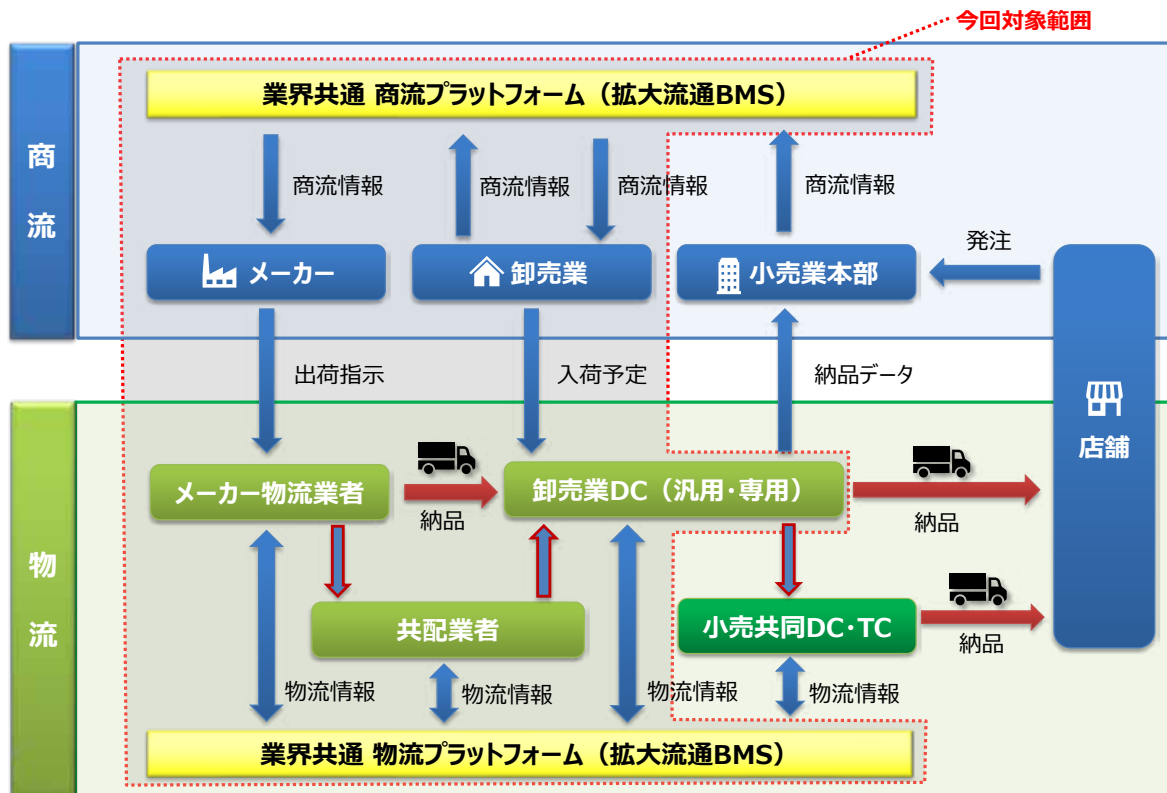 今回対象範囲
業界共通 商流プラットフォーム（拡大流通BMS）
商
流
商流情報
商流情報
商流情報
商流情報
メーカー
卸売業
小売業本部
発注
出荷指示
入荷予定
納品データ
店舗
物
流
メーカー物流業者
納品
卸売業DC（汎用・専用）
納品
共配業者
小売共同DC・TC
納品
物流情報
物流情報
物流情報
物流情報
業界共通 物流プラットフォーム（拡大流通BMS）